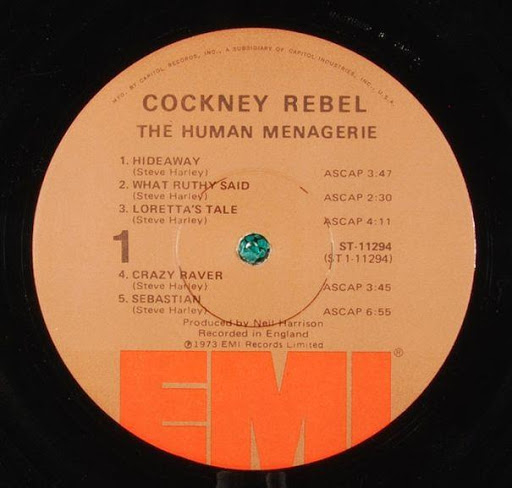 MFG. BY CAPITOL RECORDS, INC., A SUBSIDIARY OF CAPITOL INDUSTRIES, INC., U.S.A.
COCKNEY REBEL
THE HUMAN MENAGERIE
1. HIDEAWAY
(Steve Harley) ASCAP 3:47
2. WHAT RUTHY SAID
(Steve Harley) ASCAP 2:30
3. LORETTA'S TALE
(Steve Harley) ASCAP 4:11
1 ST-11294
(ST1-11294)
4. CRAZY RAVER
(Steve Harley) ASCAP 3:45
5. SEBASTIAN
(Steve Harley) ASCAP 6:55
Produced by Neil Harrison
Recorded in England
℗1973 EMI Records Limited
EMI®